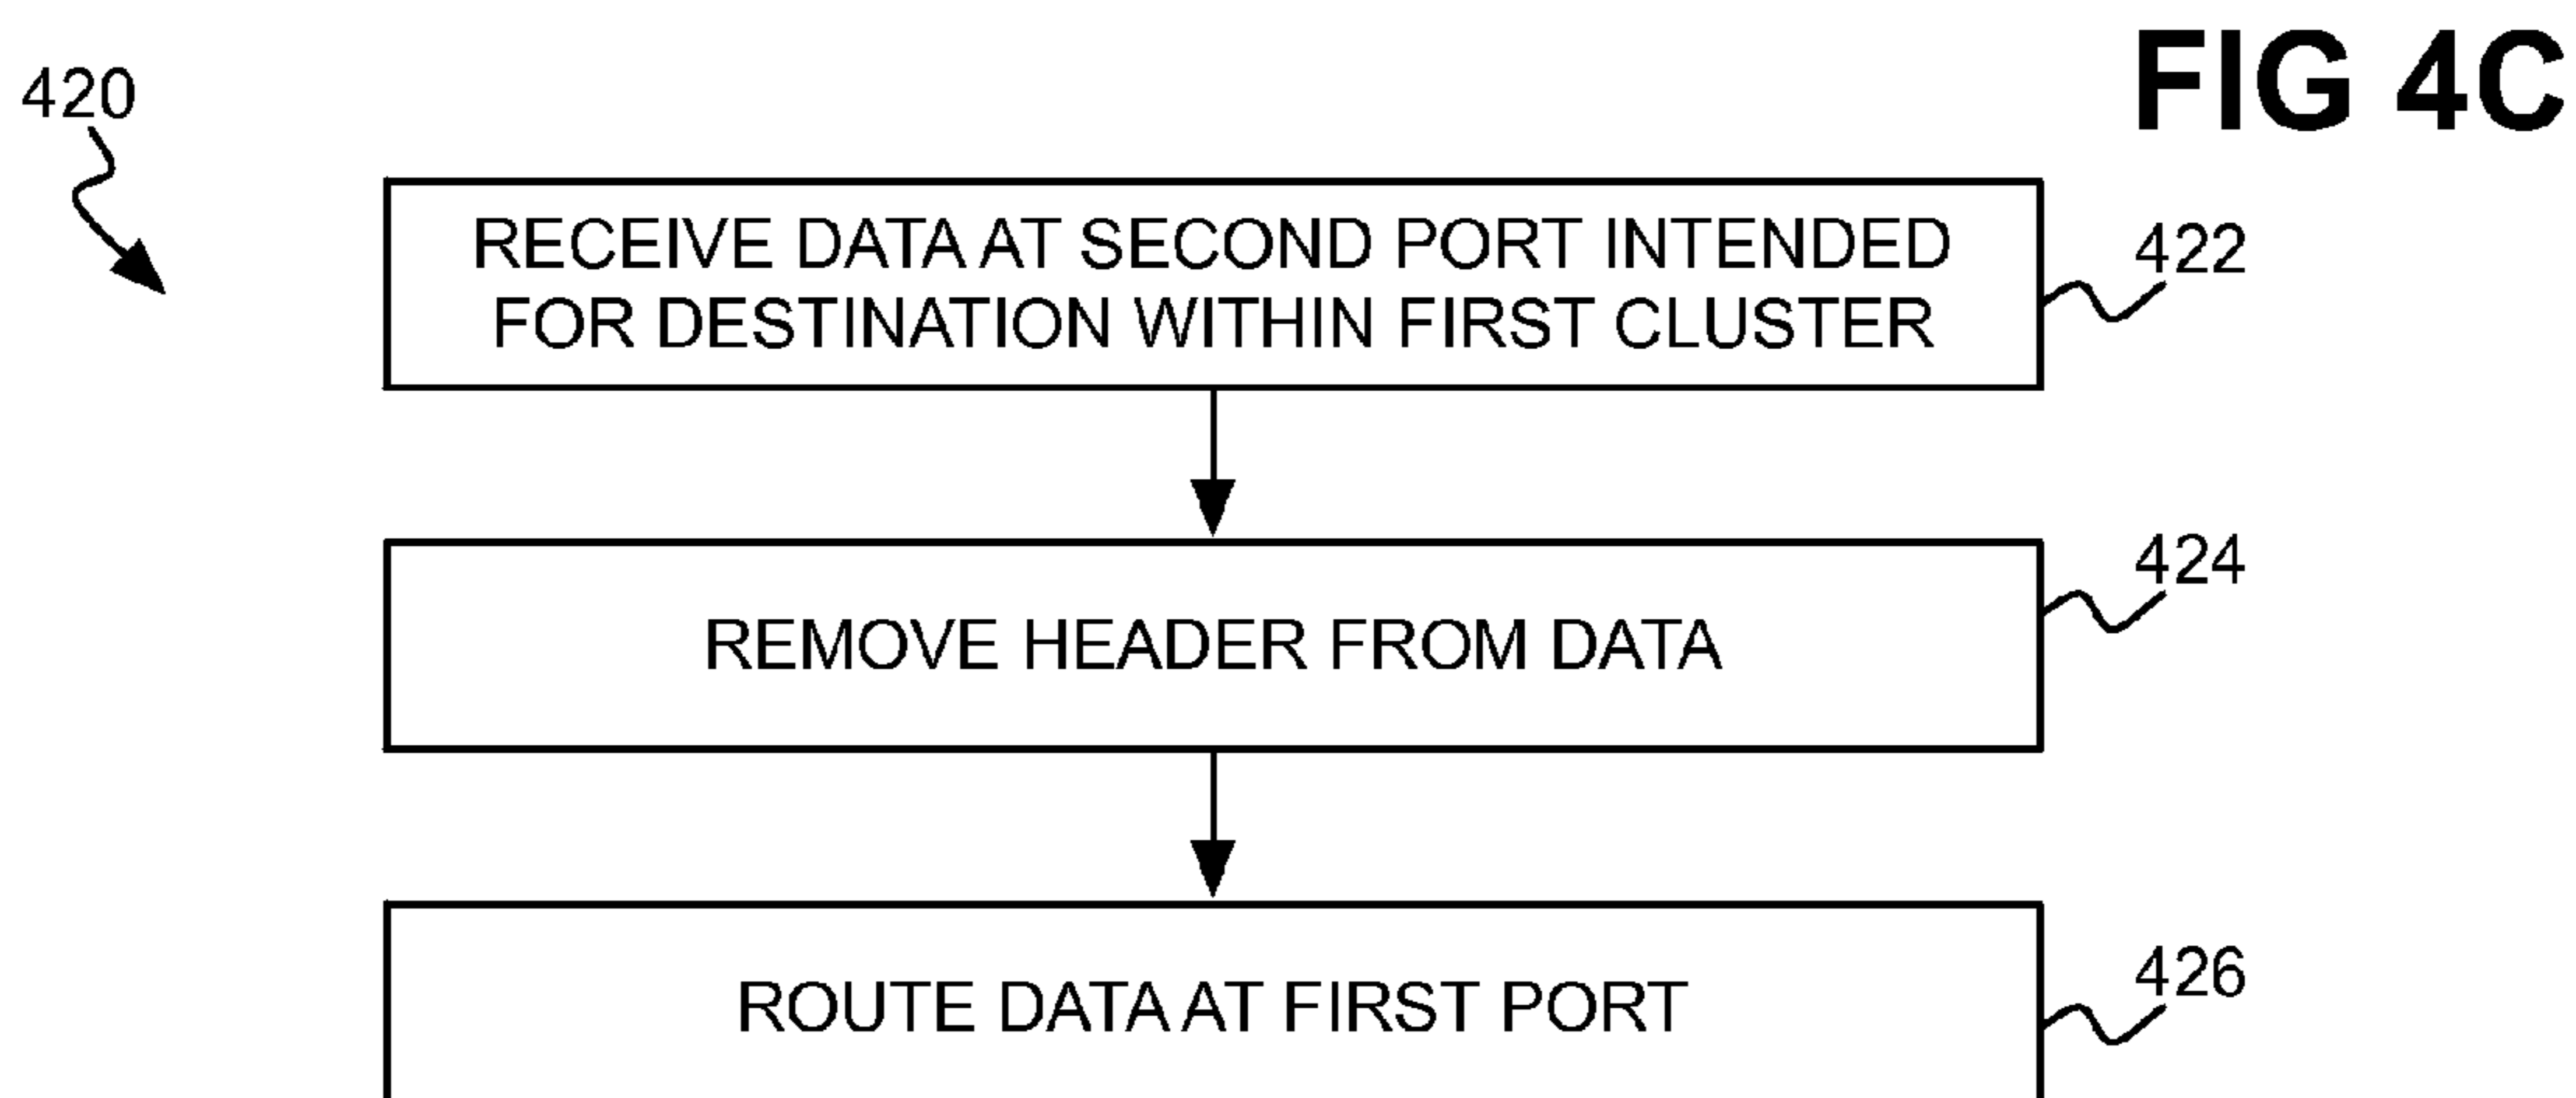 FIG 4C
420
RECEIVE DATA AT SECOND PORT INTENDED
FOR DESTINATION WITHIN FIRST CLUSTER
422
REMOVE HEADER FROM DATA
424
ROUTE DATA AT FIRST PORT
426